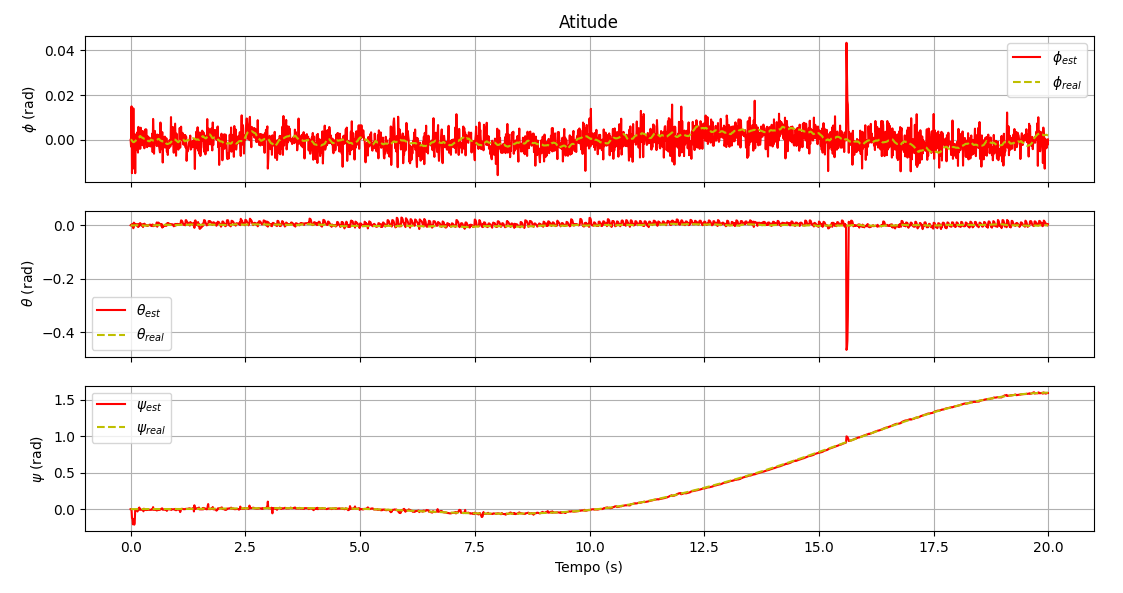 Atitude
0.04
0.02
0.00
ϕ (rad)
ϕest
ϕreal
0.0
−0.2
−0.4
θ (rad)
θest
θreal
1.5
1.0
0.5
0.0
ψ (rad)
ψest
ψreal
0.0 2.5 5.0 7.5 10.0 12.5 15.0 17.5 20.0
Tempo (s)